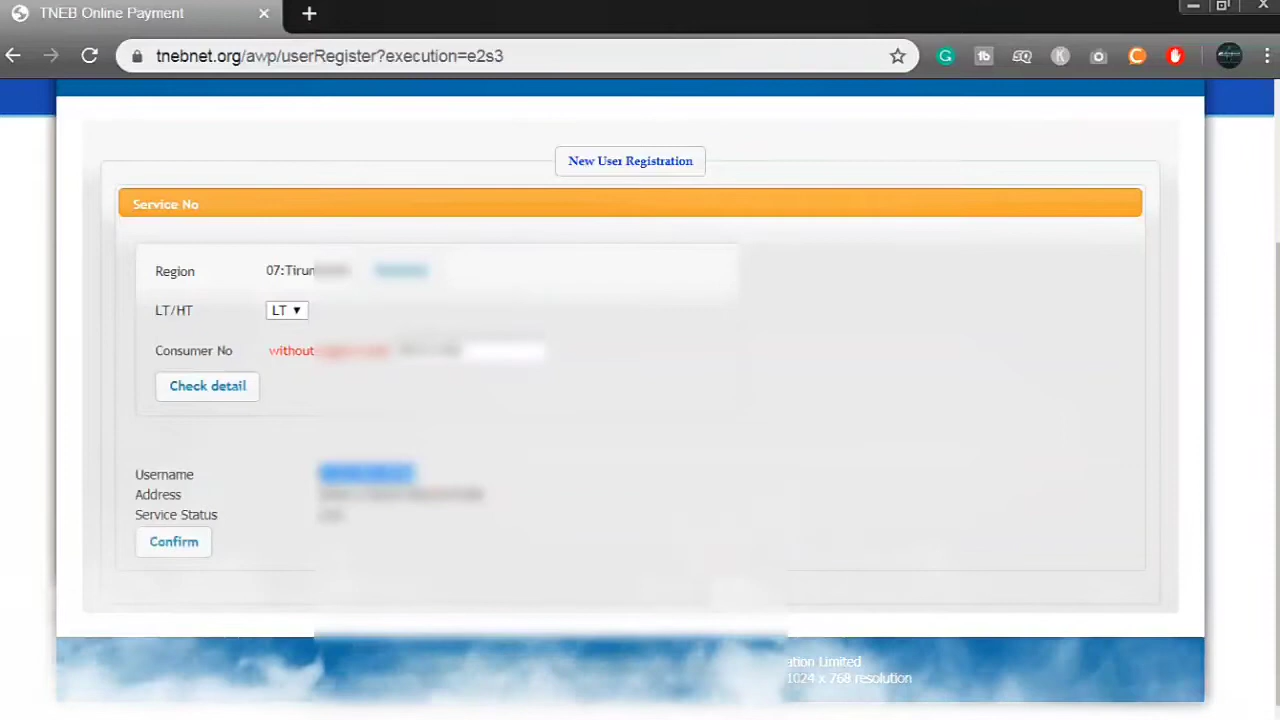 TNEB Online Payment
tnebnet.org/awp/userRegister?execution=e2s3
New User Registration
Service No
Region 07:Tirun
LT/HT LT
Consumer No without
Check detail
Username
Address
Service Status
Confirm
ation Limited
1024 x 768 resolution